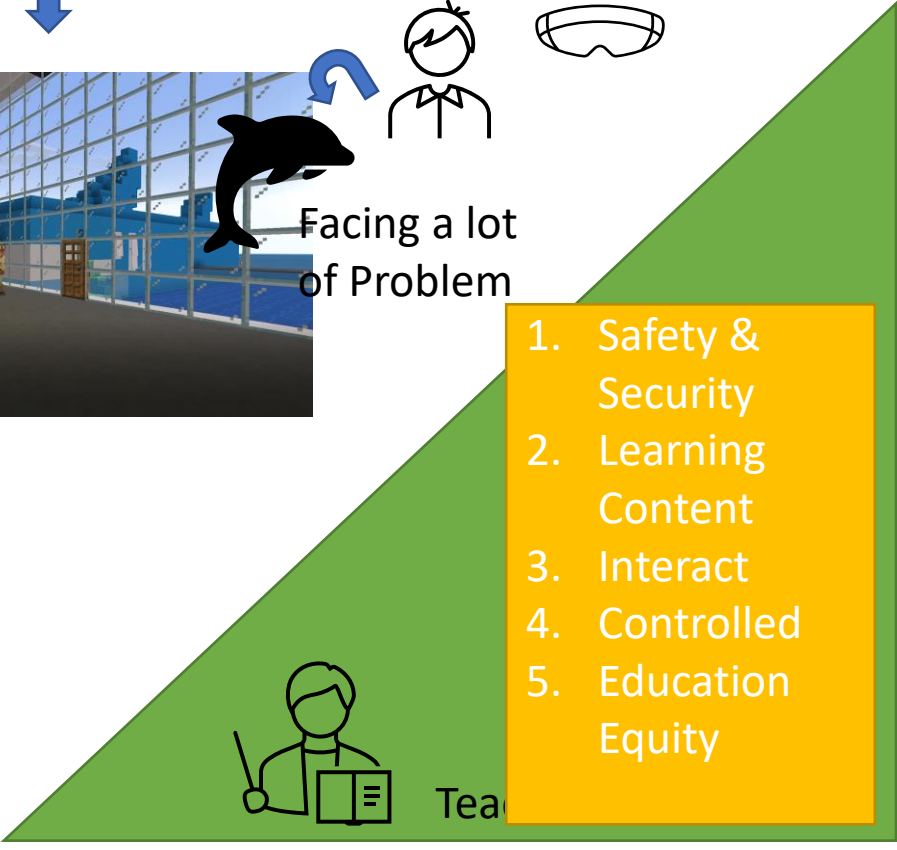 Facing a lot
of Problem
1. Safety &
Security
2. Learning
Content
3. Interact
4. Controlled
5. Education
Equity